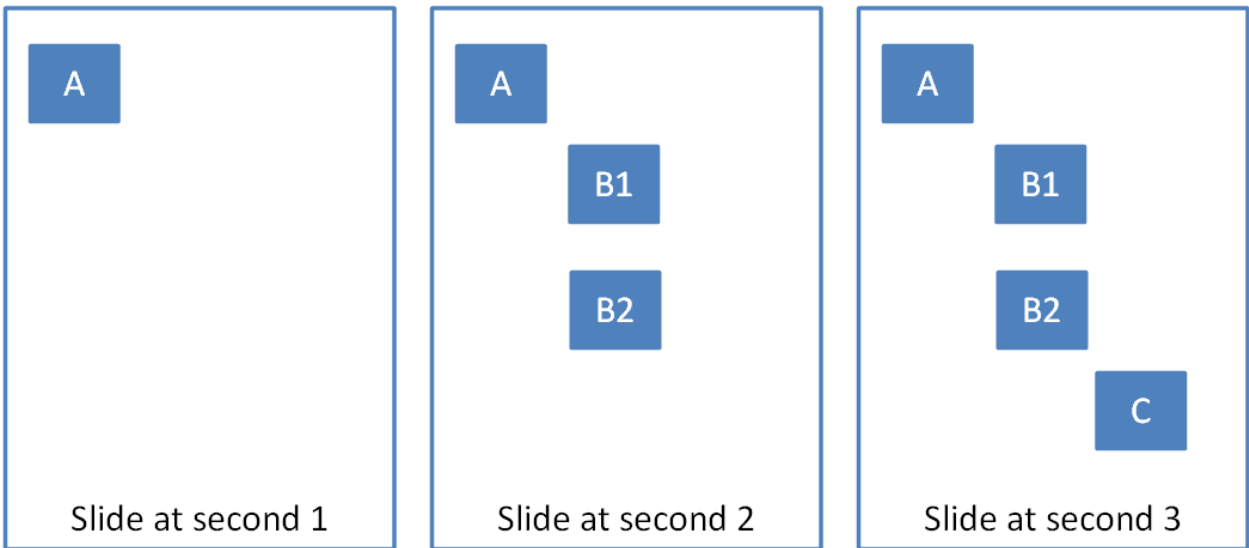 A
Slide at second 1
A
B1
B2
Slide at second 2
A
B1
B2
C
Slide at second 3